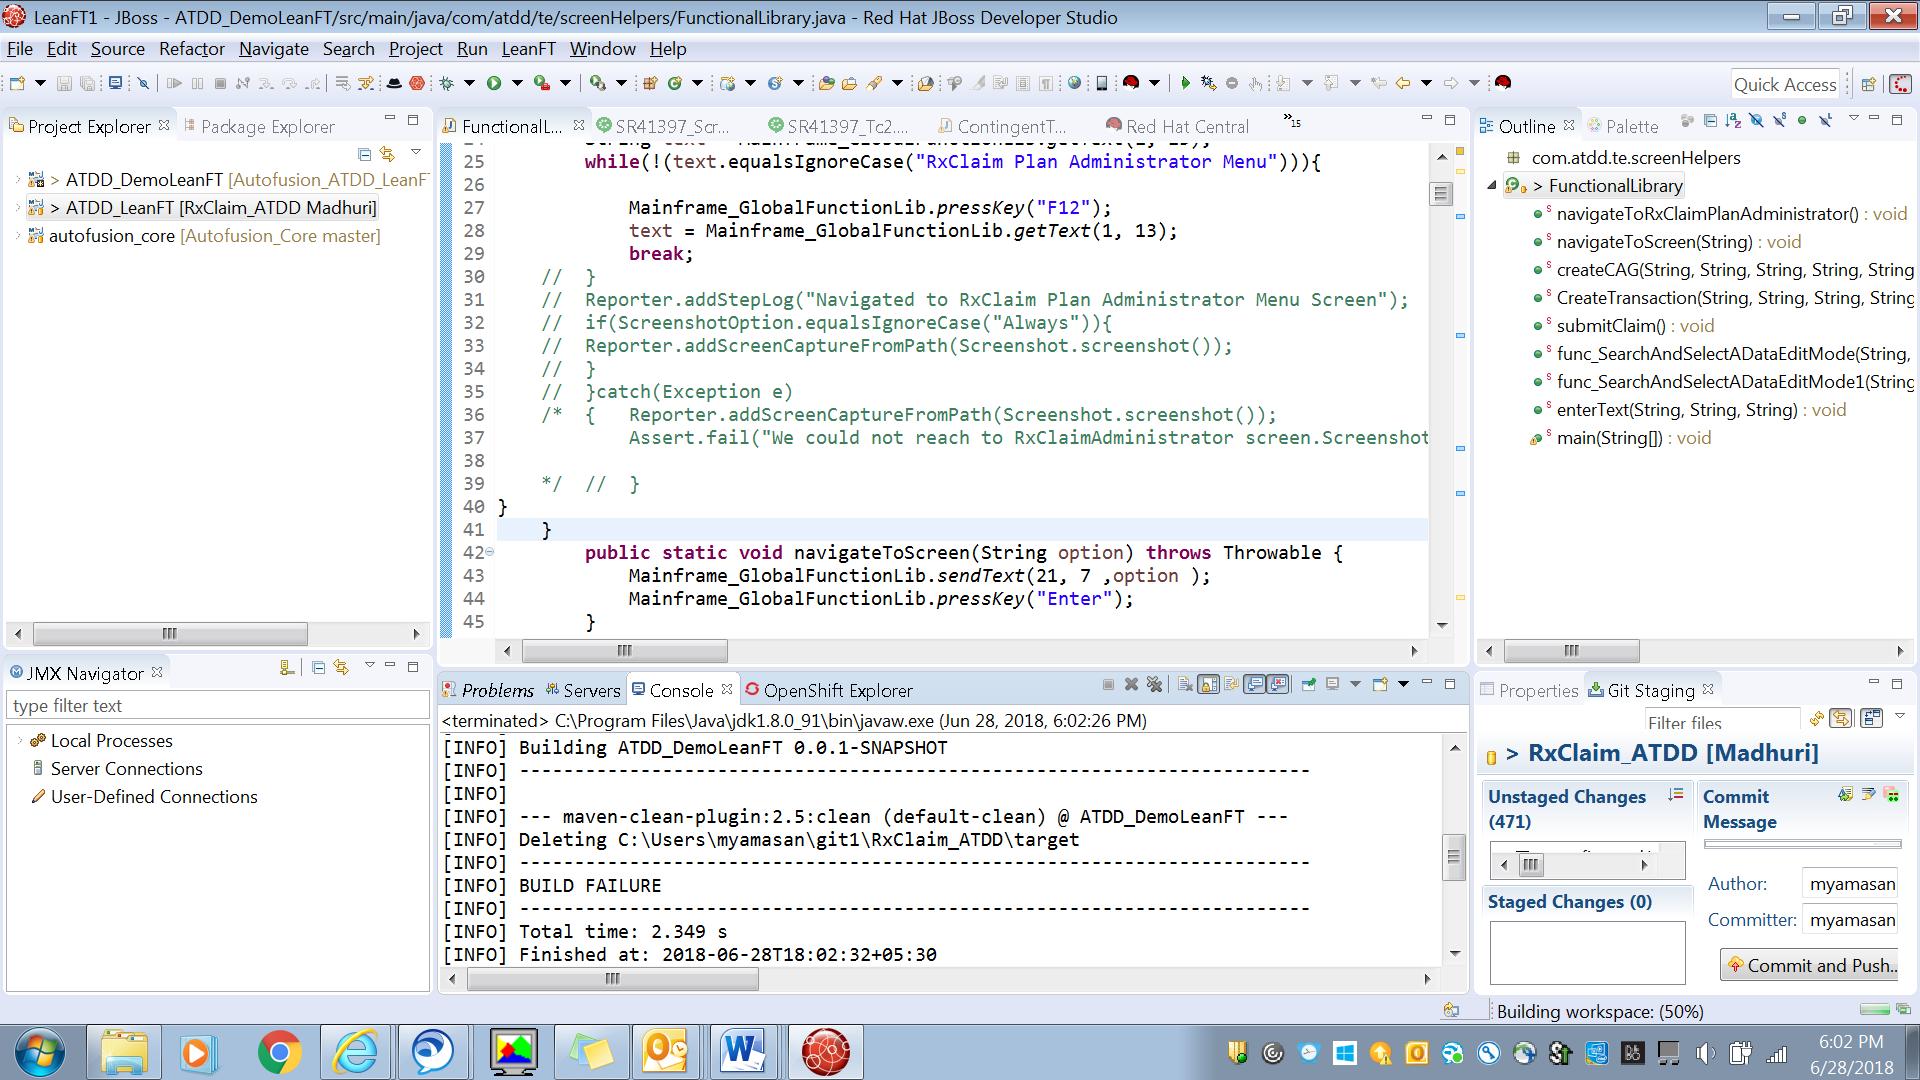 LeanFT1 - JBoss - ATDD_DemoLeanFT/src/main/java/com/atdd/te/screenHelpers/FunctionalLibrary.java - Red Hat JBoss Developer Studio
File Edit Source Refactor Navigate Search Project Run LeanFT Window Help
Quick Access
Project Explorer
Package Explorer
> ATDD_DemoLeanFT [Autofusion_ATDD_LeanFT
> ATDD_LeanFT [RxClaim_ATDD Madhuri]
autofusion_core [Autofusion_Core master]
FunctionalL... SR41397_Scr... SR41397_Tc2... ContingentT... Red Hat Central »15
25 while(!(text.equalsIgnoreCase("RxClaim Plan Administrator Menu"))){
26
27 Mainframe_GlobalFunctionLib.pressKey("F12");
28 text = Mainframe_GlobalFunctionLib.getText(1, 13);
29 break;
30 // }
31 // Reporter.addStepLog("Navigated to RxClaim Plan Administrator Menu Screen");
32 // if(ScreenshotOption.equalsIgnoreCase("Always")){
33 // Reporter.addScreenCaptureFromPath(Screenshot.screenshot());
34 // }
35 // }catch(Exception e)
36 /* { Reporter.addScreenCaptureFromPath(Screenshot.screenshot());
37 Assert.fail("We could not reach to RxClaimAdministrator screen.Screenshot
38
39 */ // }
40 }
41 }
42 public static void navigateToScreen(String option) throws Throwable {
43 Mainframe_GlobalFunctionLib.sendText(21, 7 ,option );
44 Mainframe_GlobalFunctionLib.pressKey("Enter");
45 }
Outline
Palette
com.atdd.te.screenHelpers
> FunctionalLibrary
navigateToRxClaimPlanAdministrator() : void
navigateToScreen(String) : void
createCAG(String, String, String, String, String
CreateTransaction(String, String, String, String
submitClaim() : void
func_SearchAndSelectADataEditMode(String,
func_SearchAndSelectADataEditMode1(String
enterText(String, String, String) : void
main(String[]) : void
JMX Navigator
type filter text
Local Processes
Server Connections
User-Defined Connections
Problems Servers Console OpenShift Explorer
<terminated> C:\Program Files\Java\jdk1.8.0_91\bin\javaw.exe (Jun 28, 2018, 6:02:26 PM)
[INFO] Building ATDD_DemoLeanFT 0.0.1-SNAPSHOT
[INFO] ------------------------------------------------------------------------
[INFO]
[INFO] --- maven-clean-plugin:2.5:clean (default-clean) @ ATDD_DemoLeanFT ---
[INFO] Deleting C:\Users\myamasan\git1\RxClaim_ATDD\target
[INFO] ------------------------------------------------------------------------
[INFO] BUILD FAILURE
[INFO] ------------------------------------------------------------------------
[INFO] Total time: 2.349 s
[INFO] Finished at: 2018-06-28T18:02:32+05:30
Properties Git Staging
Filter files
> RxClaim_ATDD [Madhuri]
Unstaged Changes (471)
Staged Changes (0)
Commit Message
Author: myamasan
Committer: myamasan
Commit and Push...
Building workspace: (50%)
6:02 PM
6/28/2018